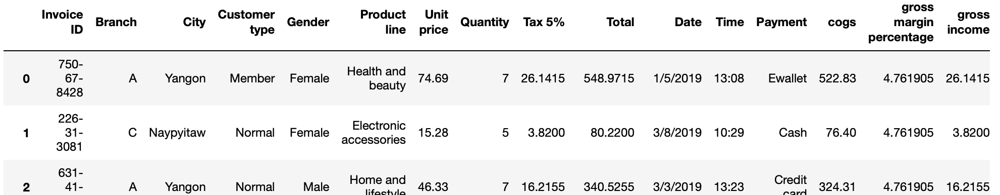 Invoice ID Branch City Customer type Gender Product line Unit price Quantity Tax 5% Total Date Time Payment cogs gross margin percentage gross income
0 750-67-8428 A Yangon Member Female Health and beauty 74.69 7 26.1415 548.9715 1/5/2019 13:08 Ewallet 522.83 4.761905 26.1415
1 226-31-3081 C Naypyitaw Normal Female Electronic accessories 15.28 5 3.8200 80.2200 3/8/2019 10:29 Cash 76.40 4.761905 3.8200
2 631-41- A Yangon Normal Male Home and lifestyle 46.33 7 16.2155 340.5255 3/3/2019 13:23 Credit card 324.31 4.761905 16.2155